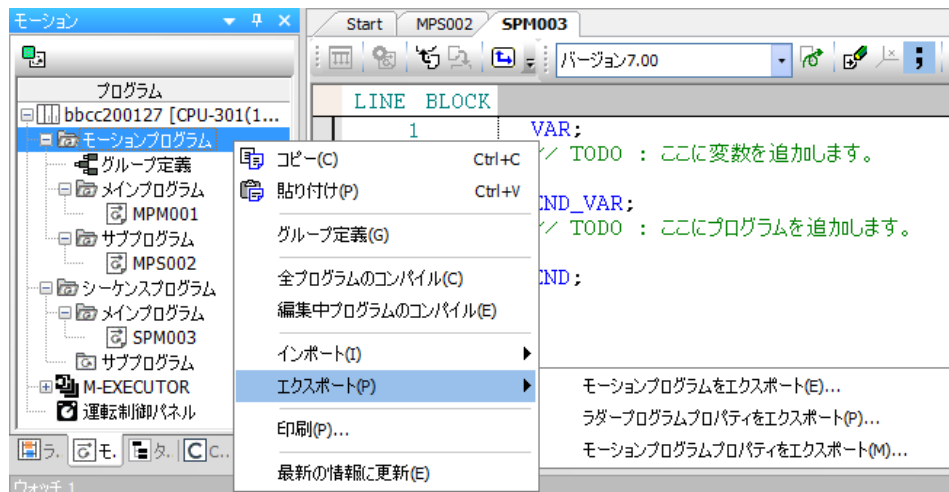 モーション
Start MPS002 SPM003
バージョン7.00
プログラム
bbcc200127 [CPU-301(1...
モーションプログラム
グループ定義
メインプログラム
MPM001
サブプログラム
MPS002
シーケンスプログラム
メインプログラム
SPM003
サブプログラム
M-EXECUTOR
運転制御パネル
ラ. モ. タ. C C...
ウォッチ 1
コピー(C) Ctrl+C
貼り付け(P) Ctrl+V
グループ定義(G)
全プログラムのコンパイル(C)
編集中プログラムのコンパイル(E)
インポート(I)
エクスポート(P)
印刷(P)...
最新の情報に更新(E)
モーションプログラムをエクスポート(E)...
ラダープログラムプロパティをエクスポート(P)...
モーションプログラムプロパティをエクスポート(M)...
LINE BLOCK
1 VAR;
// TODO : ここに変数を追加します。
END_VAR;
// TODO : ここにプログラムを追加します。
END;